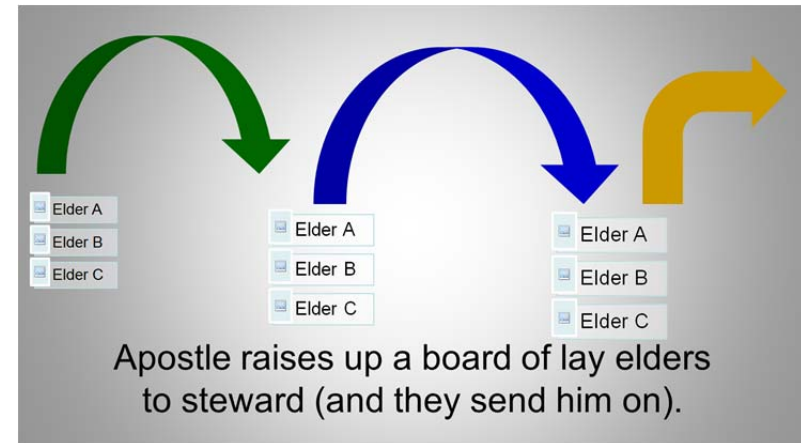 Elder A
Elder B
Elder C
Elder A
Elder B
Elder C
Elder A
Elder B
Elder C
Apostle raises up a board of lay elders
to steward (and they send him on).